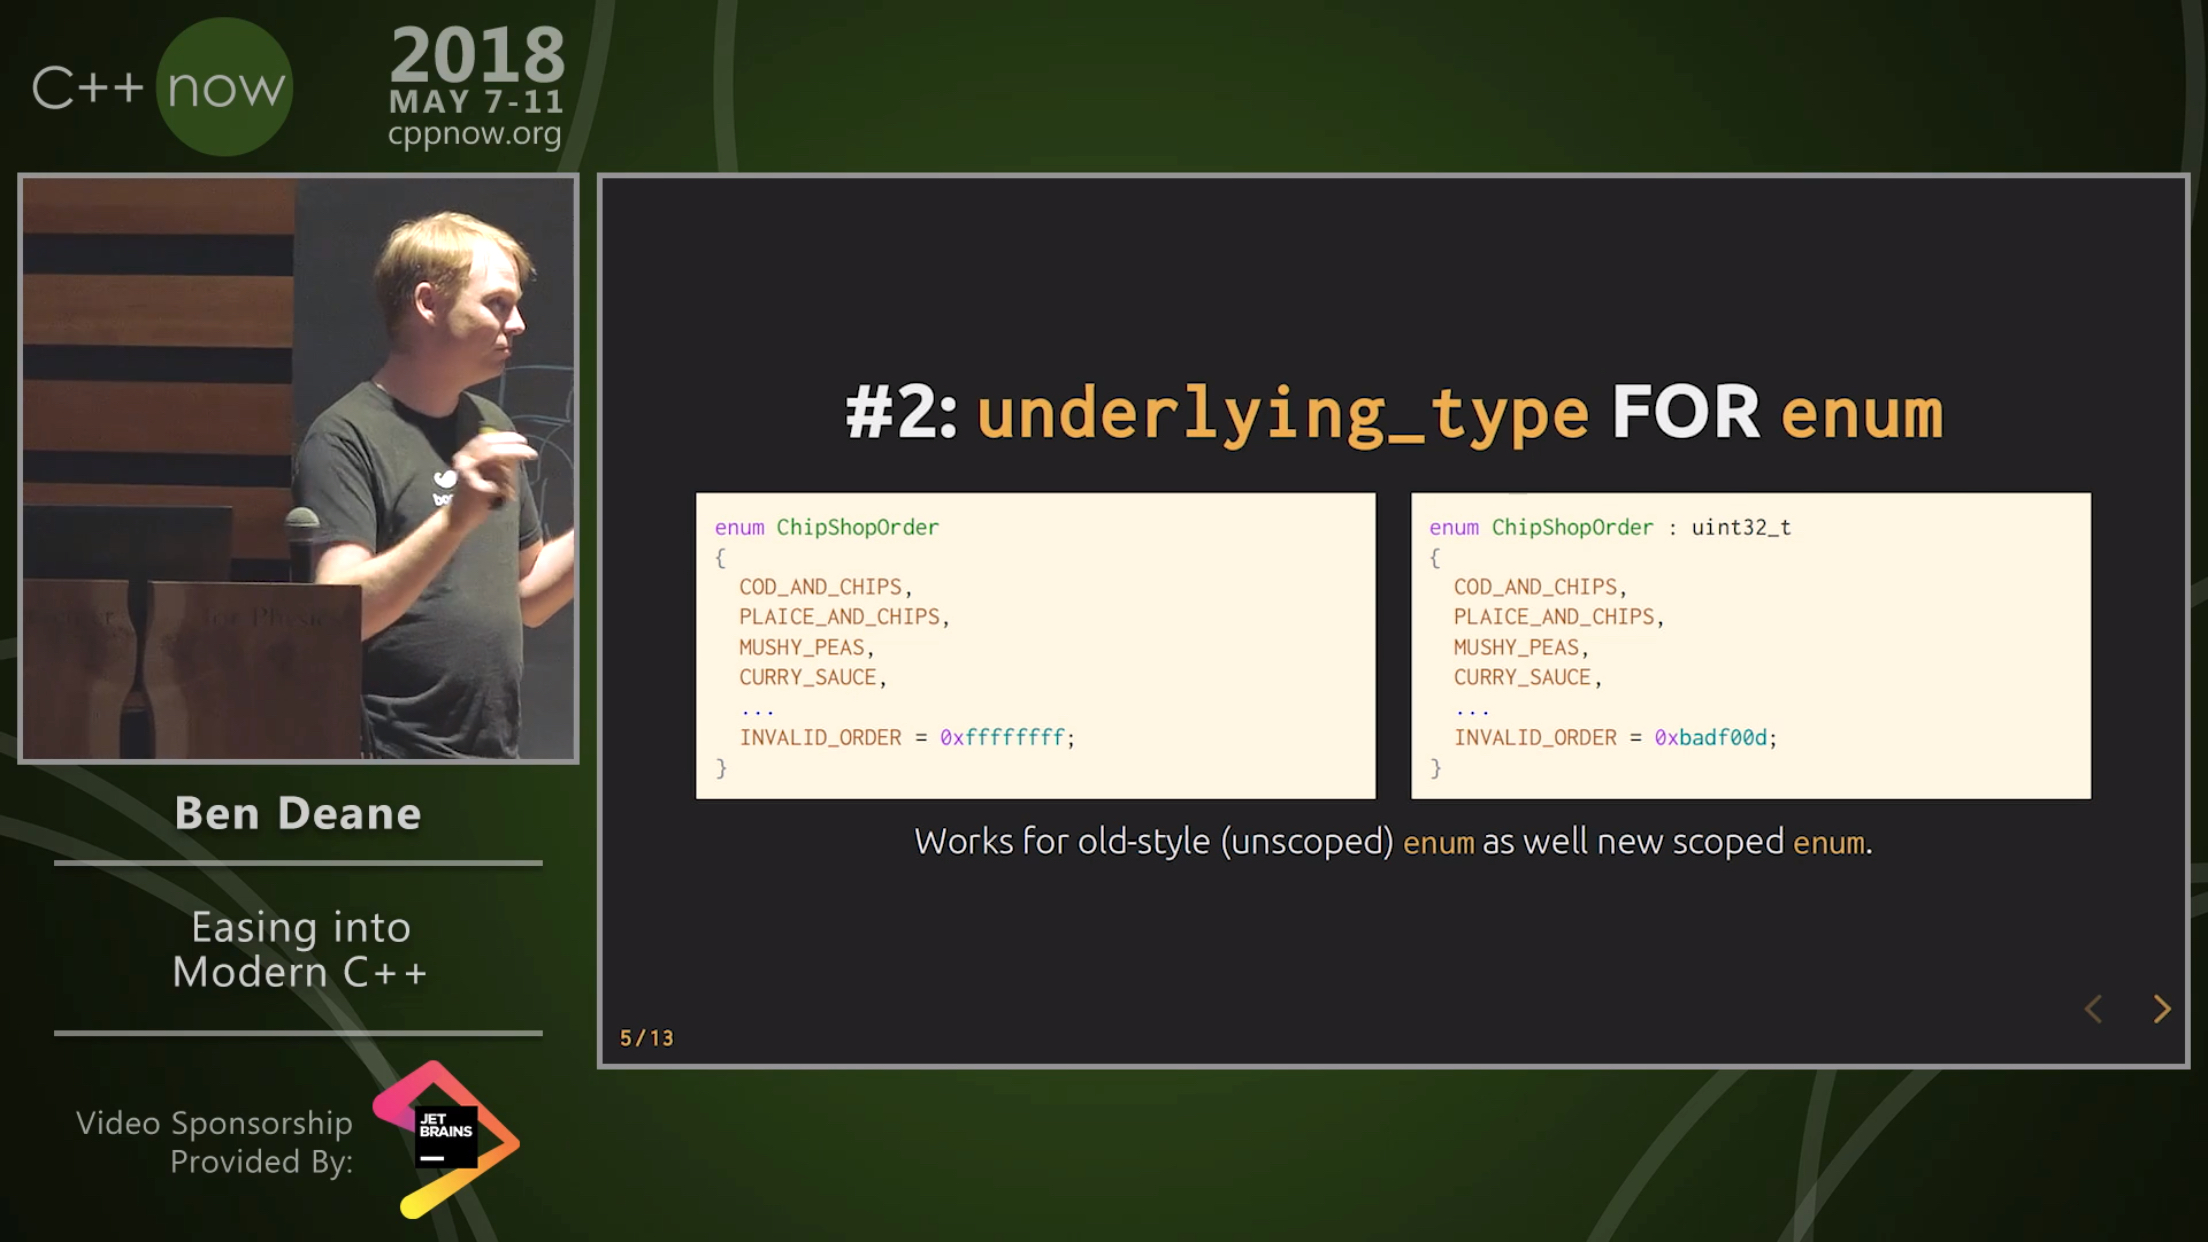 C++ now
2018
MAY 7-11
cppnow.org
#2: underlying_type FOR enum
enum ChipShopOrder
{
COD_AND_CHIPS,
PLAICE_AND_CHIPS,
MUSHY_PEAS,
CURRY_SAUCE,
...
INVALID_ORDER = 0xffffffff;
}
enum ChipShopOrder : uint32_t
{
COD_AND_CHIPS,
PLAICE_AND_CHIPS,
MUSHY_PEAS,
CURRY_SAUCE,
...
INVALID_ORDER = 0xbadf00d;
}
Works for old-style (unscoped) enum as well new scoped enum.
5/13
Ben Deane
Easing into
Modern C++
Video Sponsorship
Provided By:
JET
BRAINS